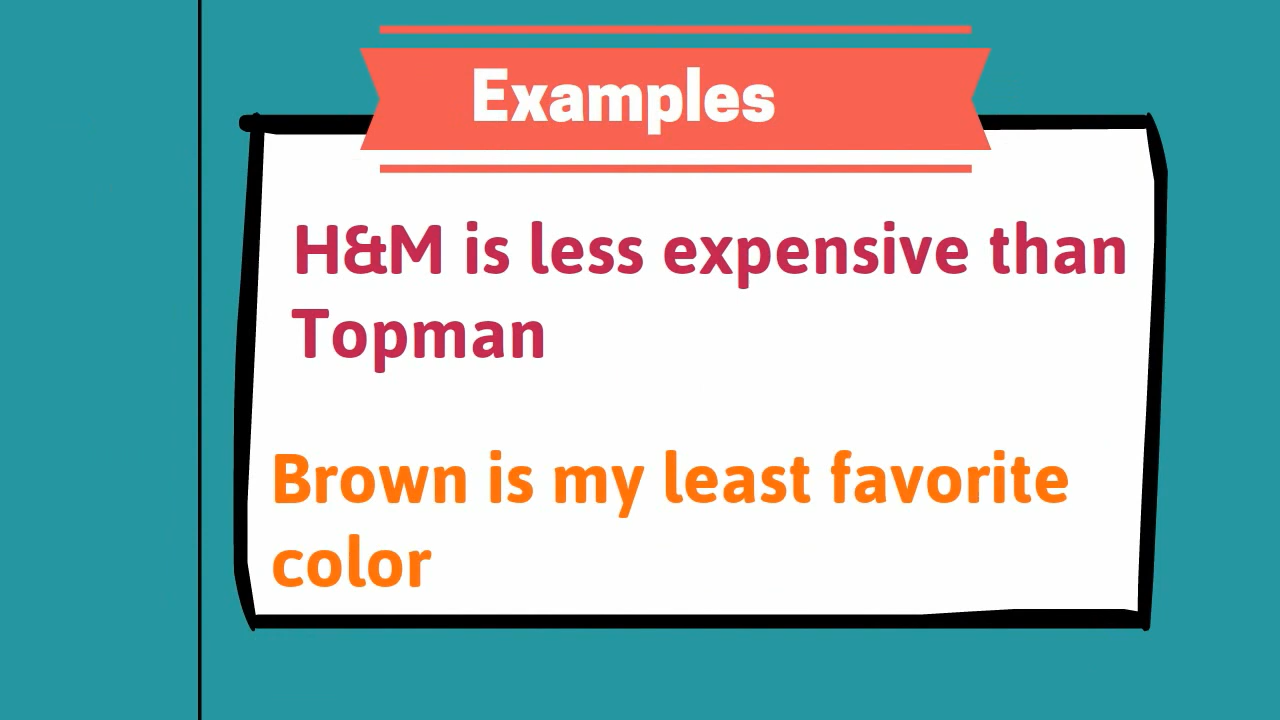 Examples
H&M is less expensive than
Topman
Brown is my least favorite
color